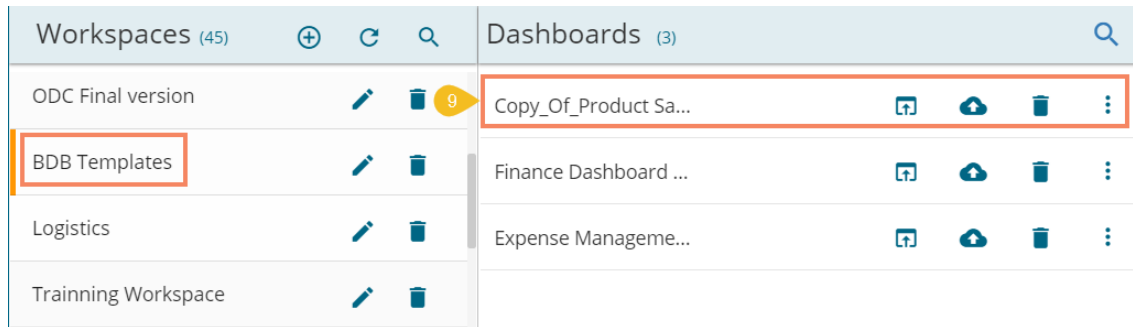 Workspaces (45)
Dashboards (3)
ODC Final version
BDB Templates
Logistics
Trainning Workspace
9
Copy_Of_Product Sa...
Finance Dashboard ...
Expense Manageme...